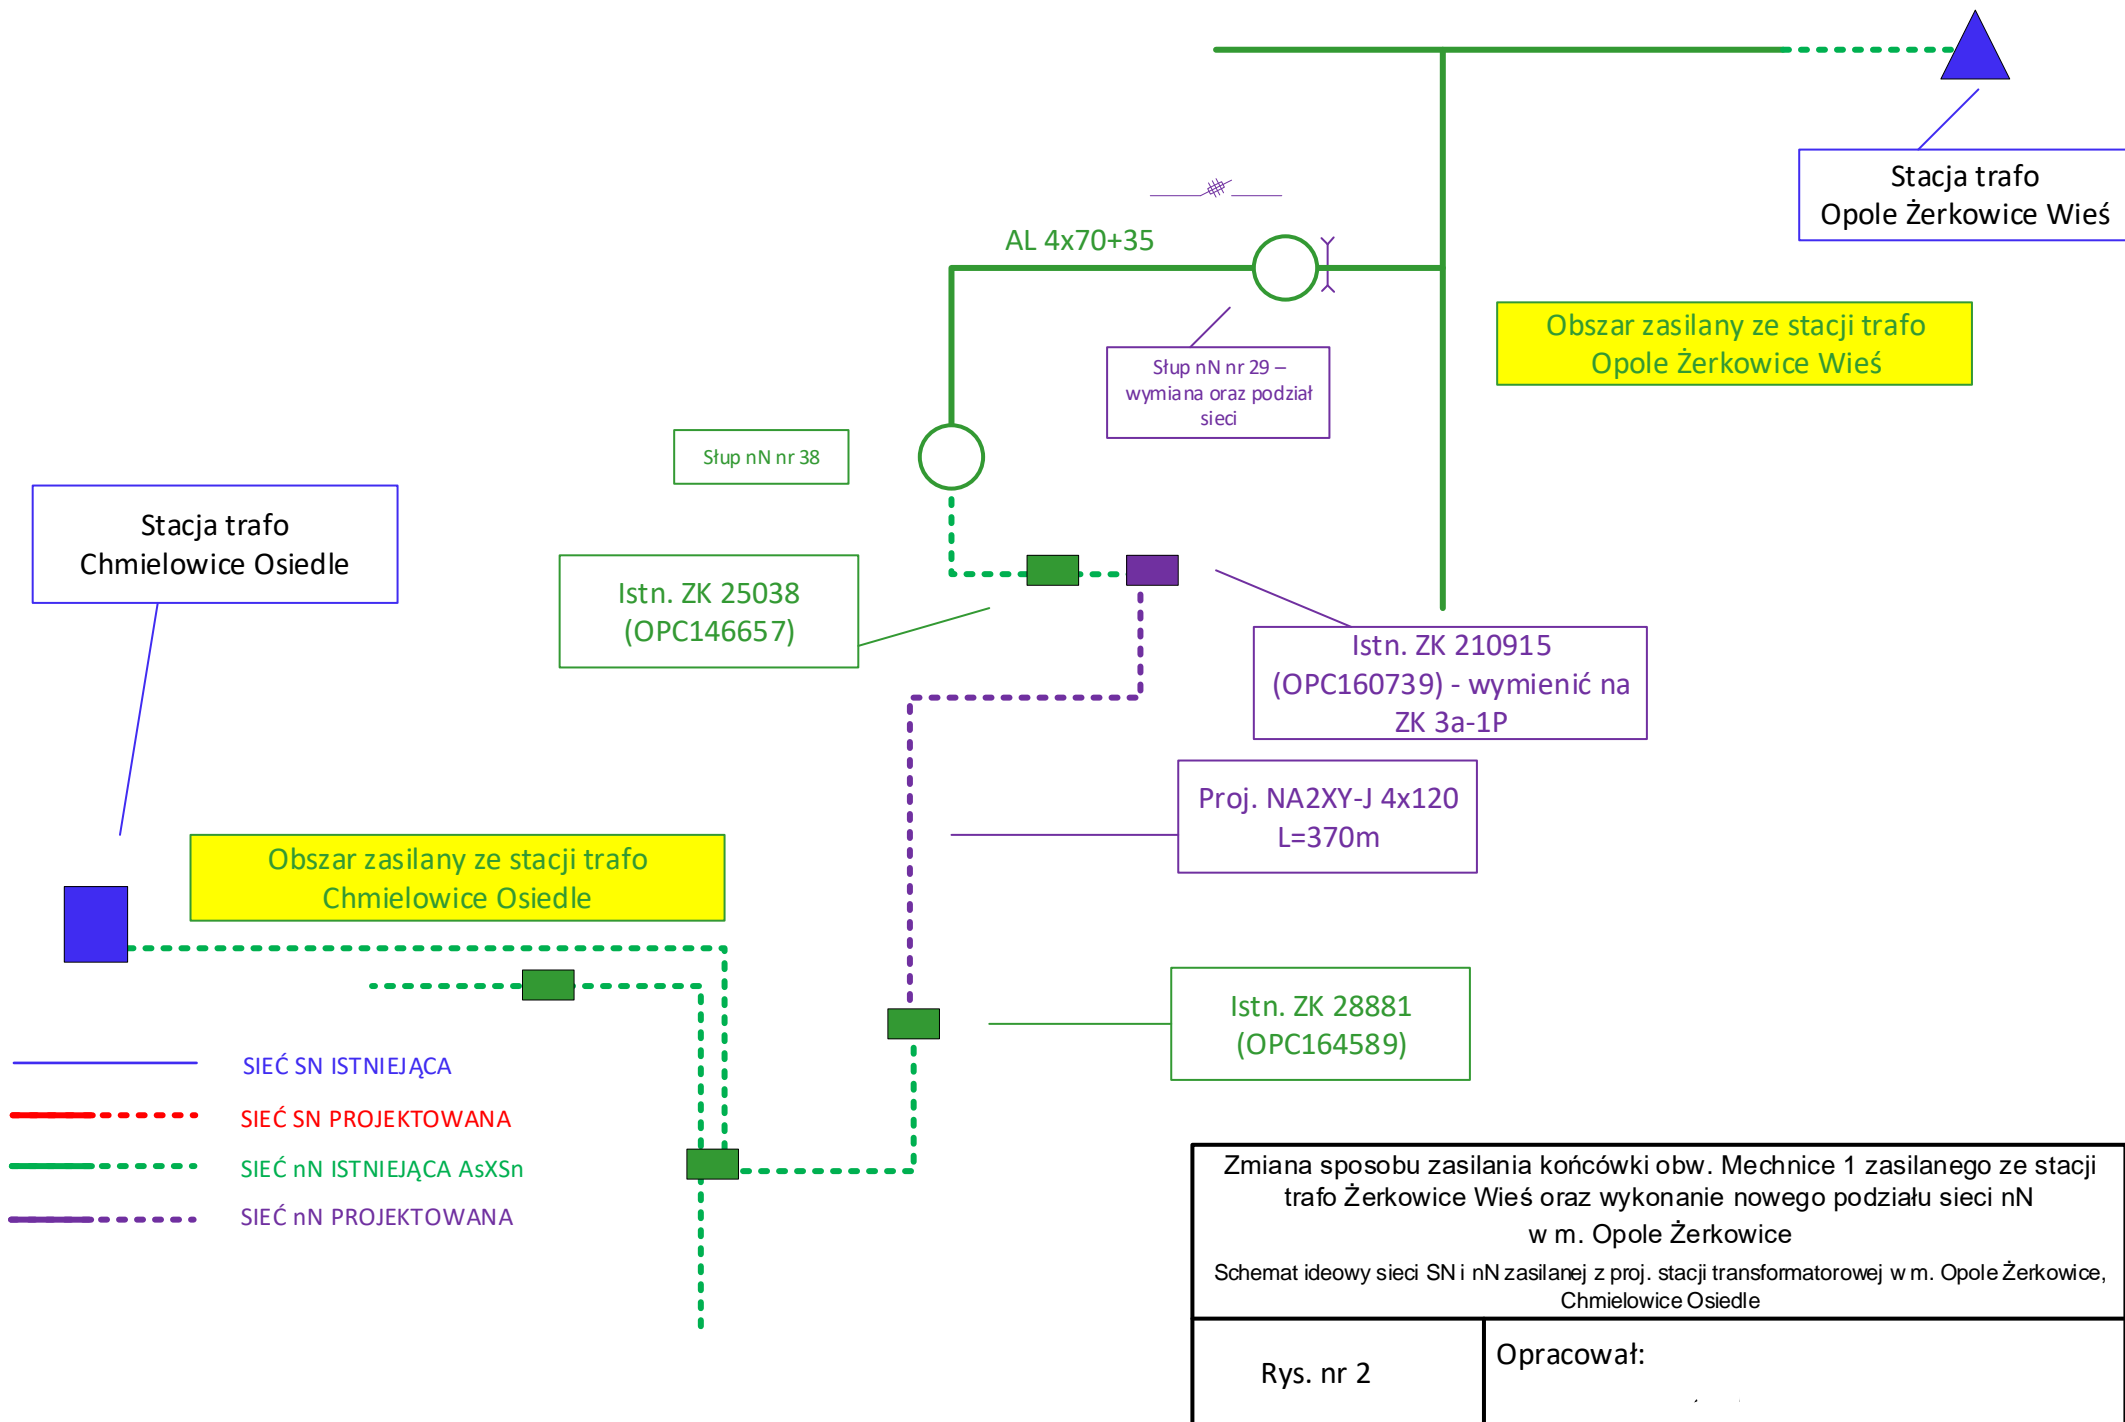 Stacja trafo
Opole Żerkowice Wieś
AL 4x70+35
Obszar zasilany ze stacji trafo
Opole Żerkowice Wieś
Słup nN nr 29 –
wymiana oraz podział
sieci
Słup nN nr 38
Stacja trafo
Chmielowice Osiedle
Istn. ZK 25038
(OPC146657)
Istn. ZK 210915
(OPC160739) - wymienić na
ZK 3a-1P
Proj. NA2XY-J 4x120
L=370m
Obszar zasilany ze stacji trafo
Chmielowice Osiedle
Istn. ZK 28881
(OPC164589)
SIEĆ SN ISTNIEJĄCA
SIEĆ SN PROJEKTOWANA
SIEĆ nN ISTNIEJĄCA AsXSn
SIEĆ nN PROJEKTOWANA
Zmiana sposobu zasilania końcówki obw. Mechnice 1 zasilanego ze stacji
trafo Żerkowice Wieś oraz wykonanie nowego podziału sieci nN
w m. Opole Żerkowice
Schemat ideowy sieci SN i nN zasilanej z proj. stacji transformatorowej w m. Opole Żerkowice,
Chmielowice Osiedle
Rys. nr 2
Opracował: